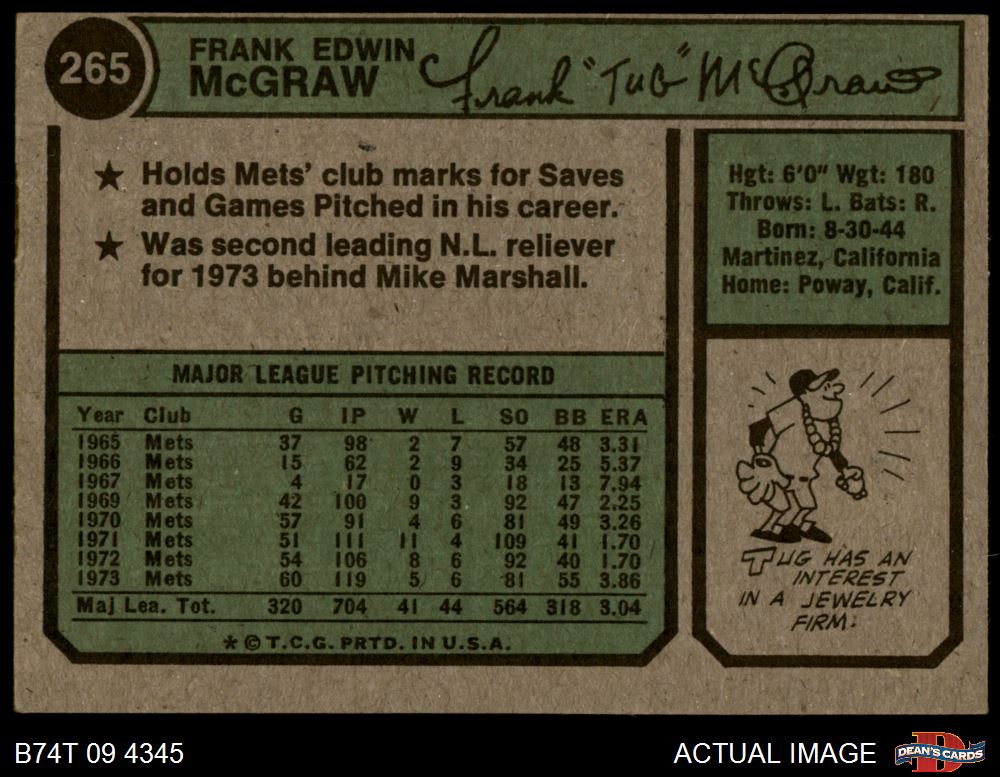 265
FRANK EDWIN
McGRAW
Frank "Tug" McGraw
★ Holds Mets' club marks for Saves
and Games Pitched in his career.
★ Was second leading N.L. reliever
for 1973 behind Mike Marshall.
Hgt: 6'0" Wgt: 180
Throws: L. Bats: R.
Born: 8-30-44
Martinez, California
Home: Poway, Calif.
MAJOR LEAGUE PITCHING RECORD
Year Club G IP W L SO BB ERA
1965 Mets 37 98 2 7 57 48 3.31
1966 Mets 15 62 2 9 34 25 5.37
1967 Mets 4 17 0 3 18 13 7.94
1969 Mets 42 100 9 3 92 47 2.25
1970 Mets 57 91 4 6 81 49 3.26
1971 Mets 51 111 11 4 109 41 1.70
1972 Mets 54 106 8 6 92 40 1.70
1973 Mets 60 119 5 6 81 55 3.86
Maj Lea. Tot. 320 704 41 44 564 318 3.04
* © T.C.G. PRTD. IN U.S.A.
TUG HAS AN
INTEREST
IN A JEWELRY
FIRM.
B74T 09 4345
ACTUAL IMAGE
D
DEAN'S CARDS